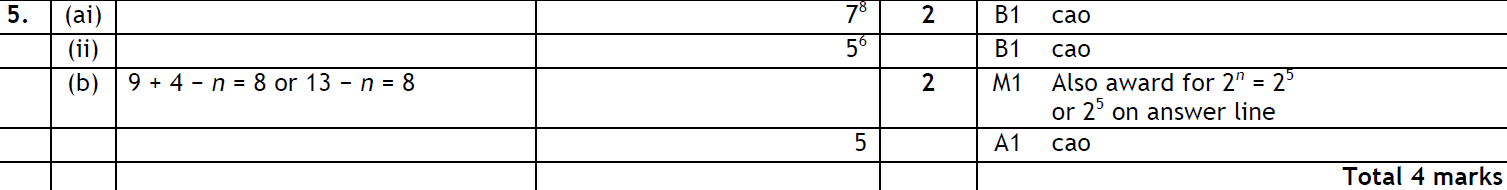 5. (ai) 7⁸ 2 B1 cao
(ii) 5⁶ B1 cao
(b) 9 + 4 − n = 8 or 13 − n = 8 2 M1 Also award for 2ⁿ = 2⁵
or 2⁵ on answer line
5 A1 cao
Total 4 marks